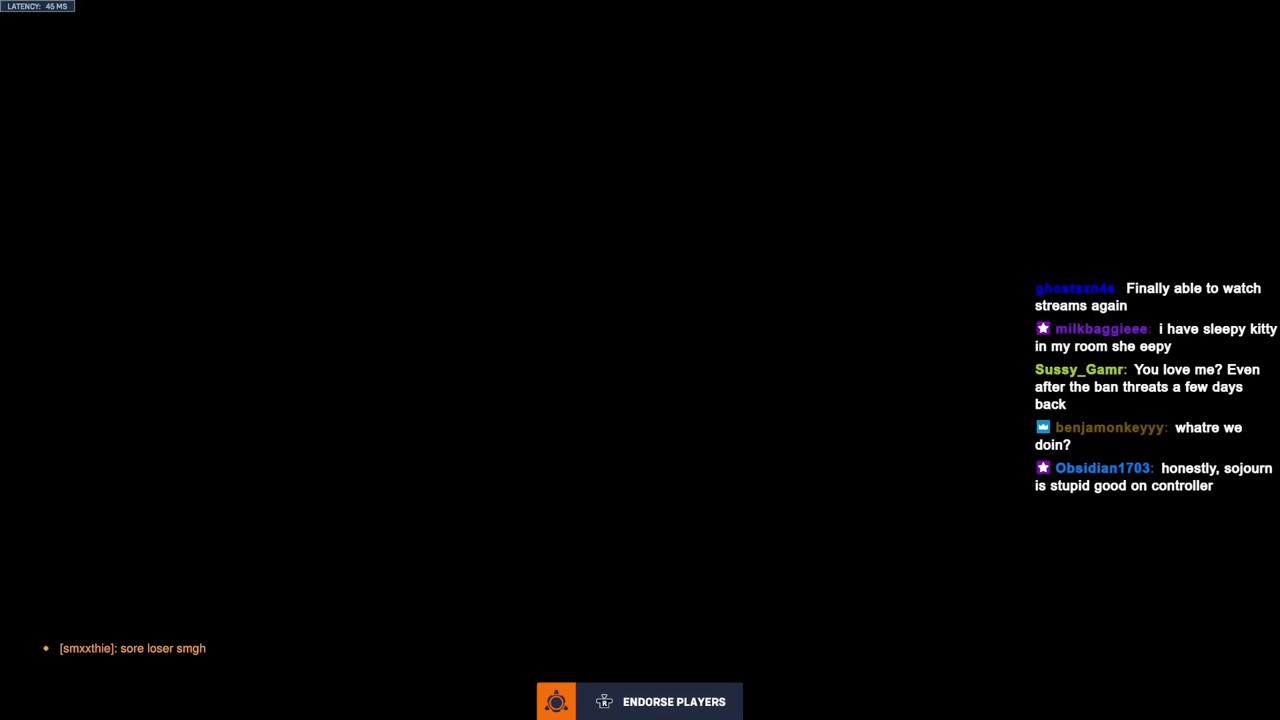 LATENCY: 45 MS
ghostszn4e: Finally able to watch
streams again
milkbaggieee: i have sleepy kitty
in my room she eepy
Sussy_Gamr: You love me? Even
after the ban threats a few days
back
benjamonkeyyy: whatre we
doin?
Obsidian1703: honestly, sojourn
is stupid good on controller
[smxxthie]: sore loser smgh
R ENDORSE PLAYERS